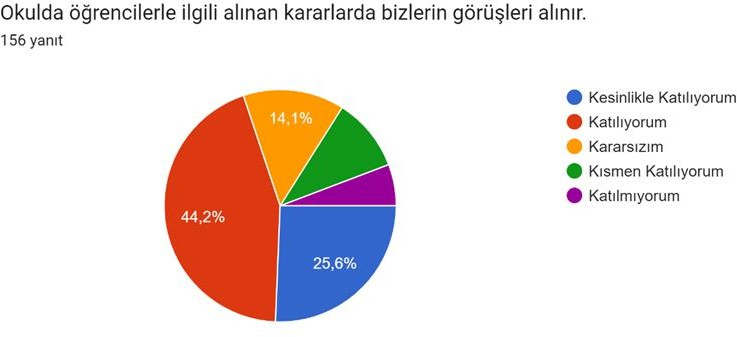 Okulda öğrencilerle ilgili alınan kararlarda bizlerin görüşleri alınır.
156 yanıt
Kesinlikle Katılıyorum
Katılıyorum
Kararsızım
Kısmen Katılıyorum
Katılmıyorum
14,1%
44,2%
25,6%